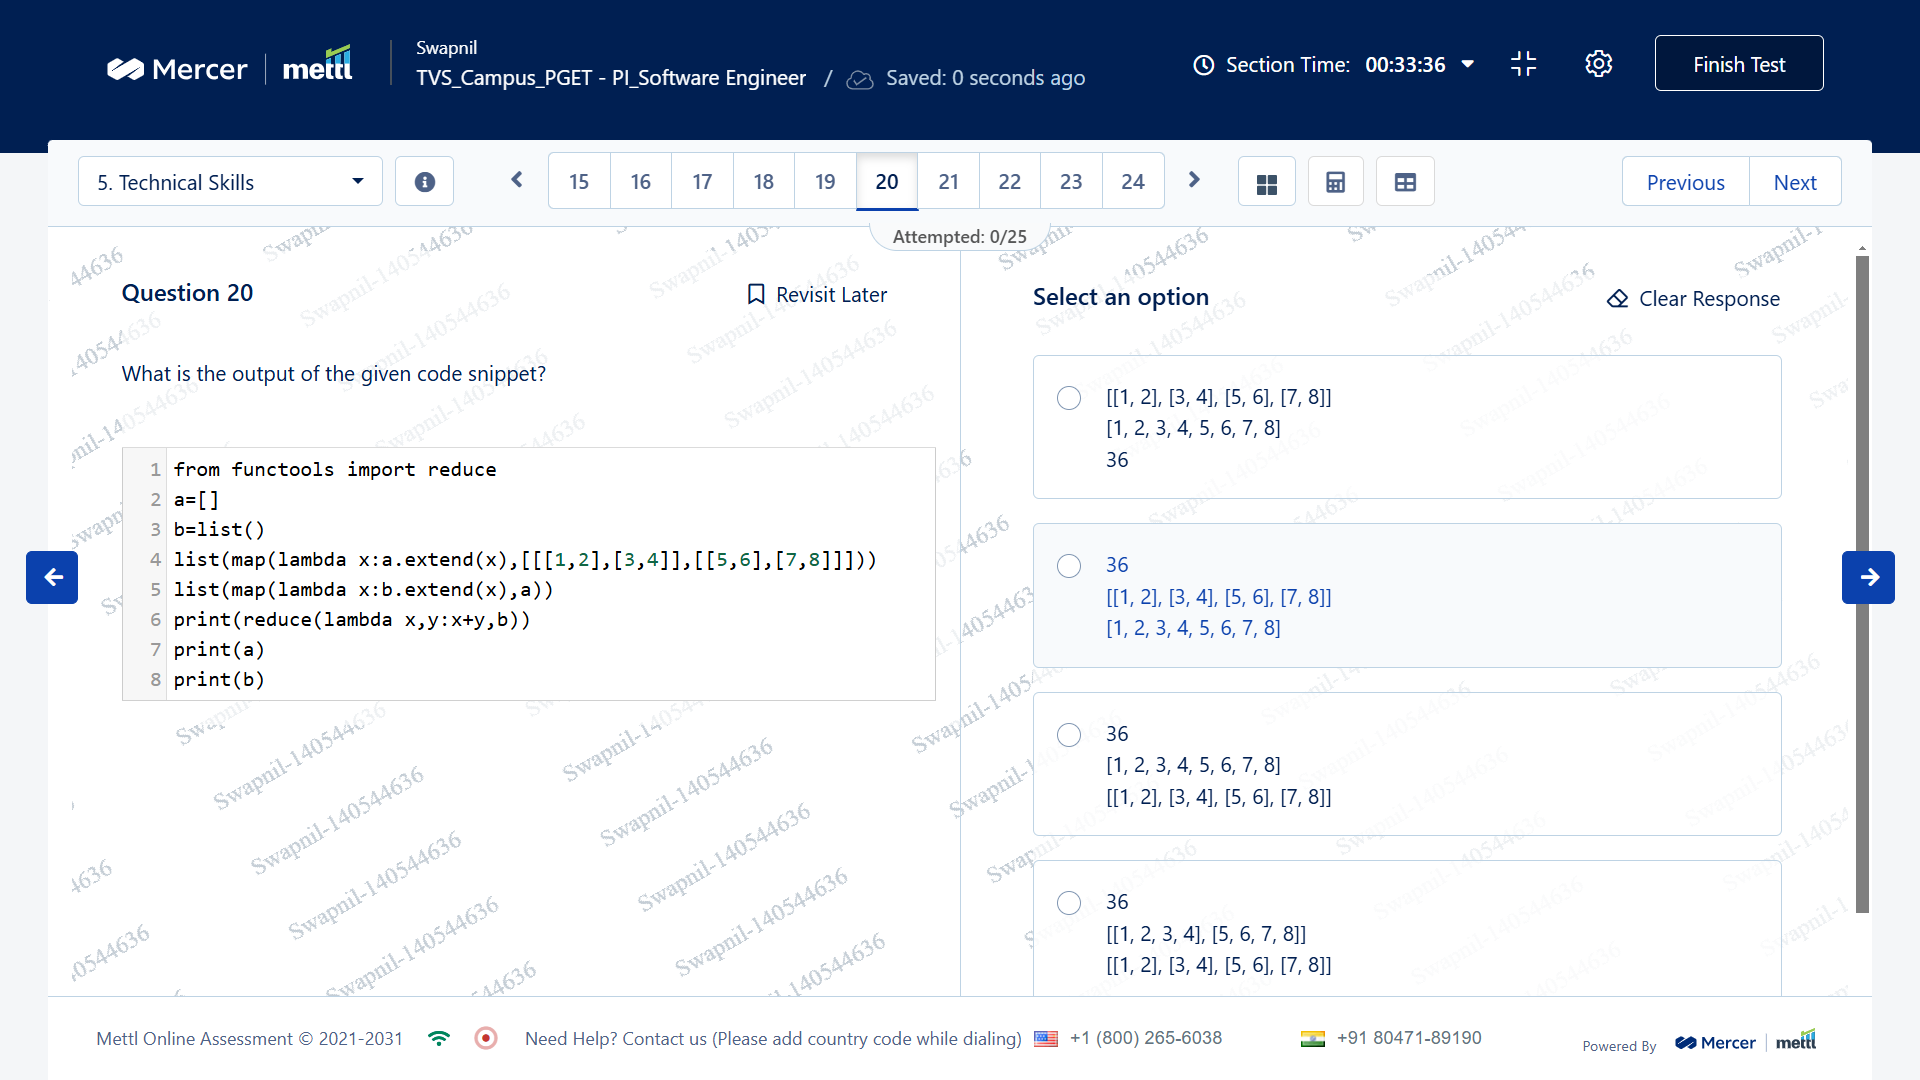 Mercer mettl
Swapnil
TVS_Campus_PGET - PI_Software Engineer / Saved: 0 seconds ago
Section Time: 00:33:36
Finish Test
5. Technical Skills
15 16 17 18 19 20 21 22 23 24
Previous Next
Attempted: 0/25
Question 20
Revisit Later
What is the output of the given code snippet?
1 from functools import reduce
2 a=[]
3 b=list()
4 list(map(lambda x:a.extend(x),[[[1,2],[3,4]],[[5,6],[7,8]]]))
5 list(map(lambda x:b.extend(x),a))
6 print(reduce(lambda x,y:x+y,b))
7 print(a)
8 print(b)
Select an option
Clear Response
[[1, 2], [3, 4], [5, 6], [7, 8]]
[1, 2, 3, 4, 5, 6, 7, 8]
36
36
[[1, 2], [3, 4], [5, 6], [7, 8]]
[1, 2, 3, 4, 5, 6, 7, 8]
36
[1, 2, 3, 4, 5, 6, 7, 8]
[[1, 2], [3, 4], [5, 6], [7, 8]]
36
[[1, 2, 3, 4], [5, 6, 7, 8]]
[[1, 2], [3, 4], [5, 6], [7, 8]]
Swapnil-140544636
Mettl Online Assessment © 2021-2031
Need Help? Contact us (Please add country code while dialing) +1 (800) 265-6038 +91 80471-89190
Powered By Mercer mettl